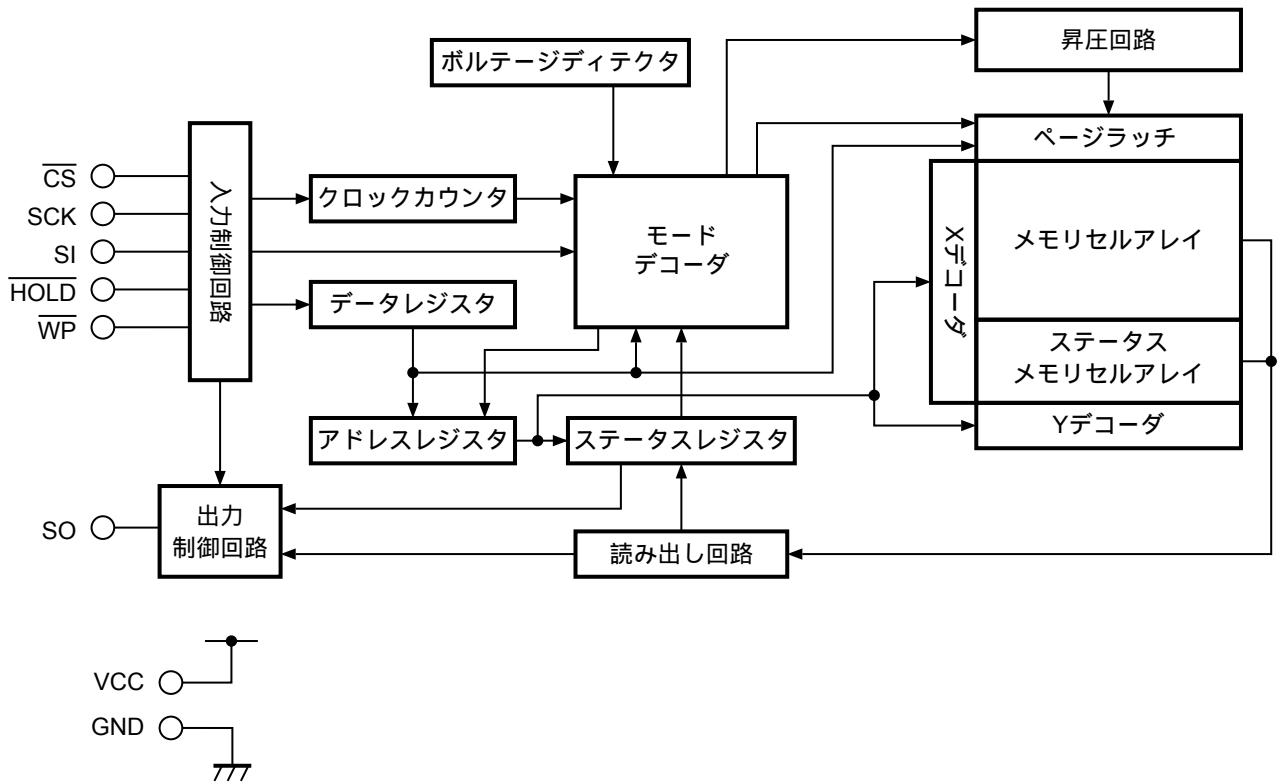 昇圧回路
ボルテージディテクタ
ページラッチ
CS
SCK
SI
HOLD
WP
入力制御回路
クロックカウンタ
モード
デコーダ
Xデコーダ
メモリセルアレイ
データレジスタ
ステータス
メモリセルアレイ
アドレスレジスタ
ステータスレジスタ
Yデコーダ
SO
出力
制御回路
読み出し回路
VCC
GND